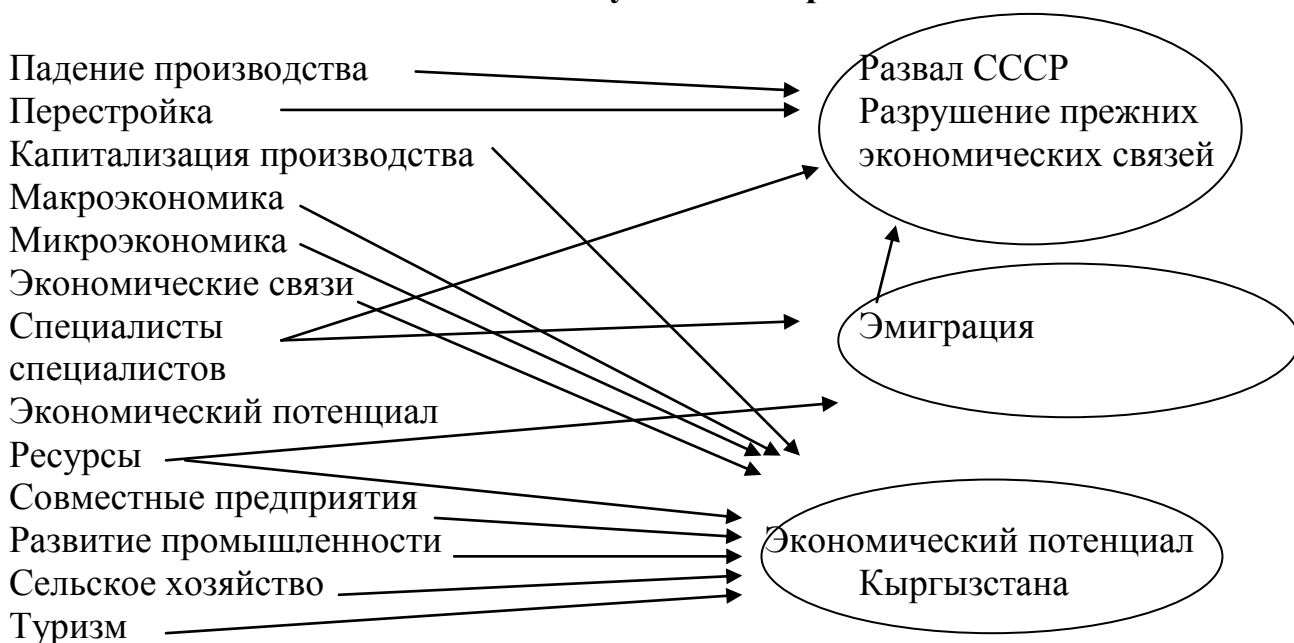 Падение производства
Перестройка
Капитализация производства
Макроэкономика
Микроэкономика
Экономические связи
Специалисты
специалистов
Экономический потенциал
Ресурсы
Совместные предприятия
Развитие промышленности
Сельское хозяйство
Туризм
Развал СССР
Разрушение прежних
экономических связей
Эмиграция
Экономический потенциал
Кыргызстана